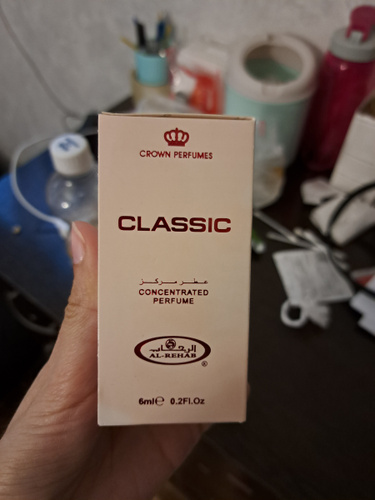 CROWN PERFUMES
CLASSIC
عطر مركز
CONCENTRATED
PERFUME
الرحاب
AL-REHAB
®
6ml℮ 0.2Fl.Oz